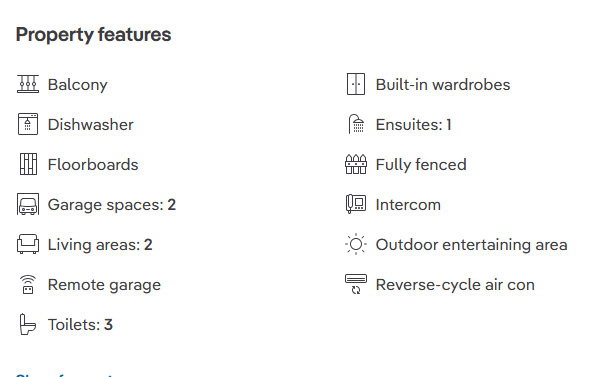 Property features
Balcony
Built-in wardrobes
Dishwasher
Ensuites: 1
Floorboards
Fully fenced
Garage spaces: 2
Intercom
Living areas: 2
Outdoor entertaining area
Remote garage
Reverse-cycle air con
Toilets: 3